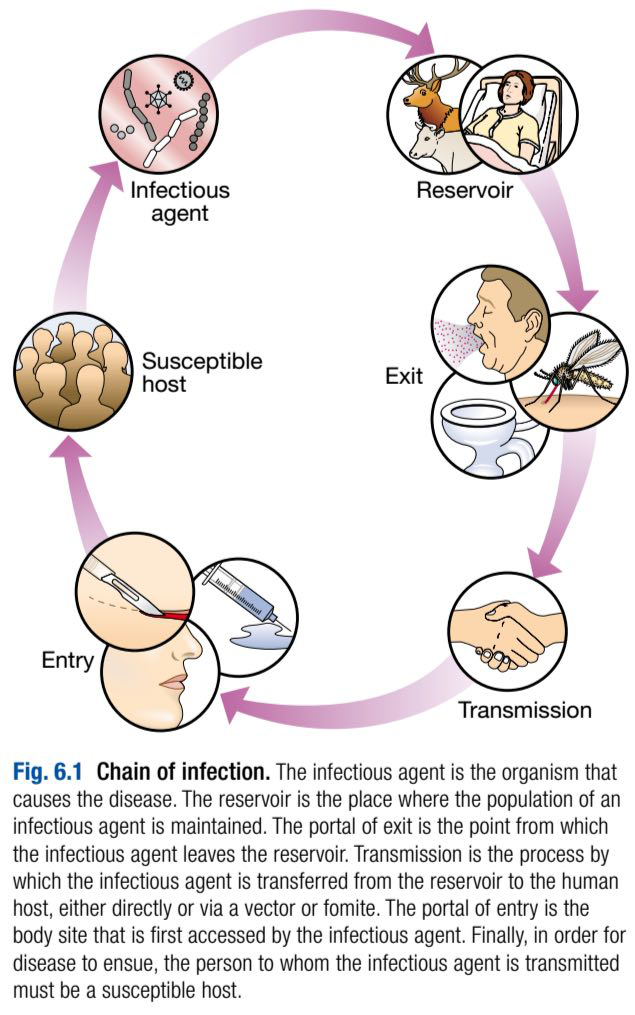 Infectious
agent
Reservoir
Susceptible
host
Exit
Entry
Transmission
Fig. 6.1 Chain of infection. The infectious agent is the organism that
causes the disease. The reservoir is the place where the population of an
infectious agent is maintained. The portal of exit is the point from which
the infectious agent leaves the reservoir. Transmission is the process by
which the infectious agent is transferred from the reservoir to the human
host, either directly or via a vector or fomite. The portal of entry is the
body site that is first accessed by the infectious agent. Finally, in order for
disease to ensue, the person to whom the infectious agent is transmitted
must be a susceptible host.